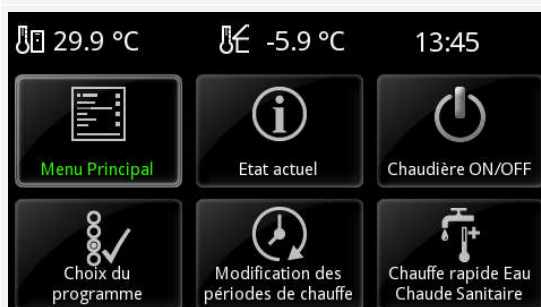 29.9 °C -5.9 °C 13:45
Menu Principal
Etat actuel
Chaudière ON/OFF
Choix du
programme
Modification des
périodes de chauffe
Chauffe rapide Eau
Chaude Sanitaire